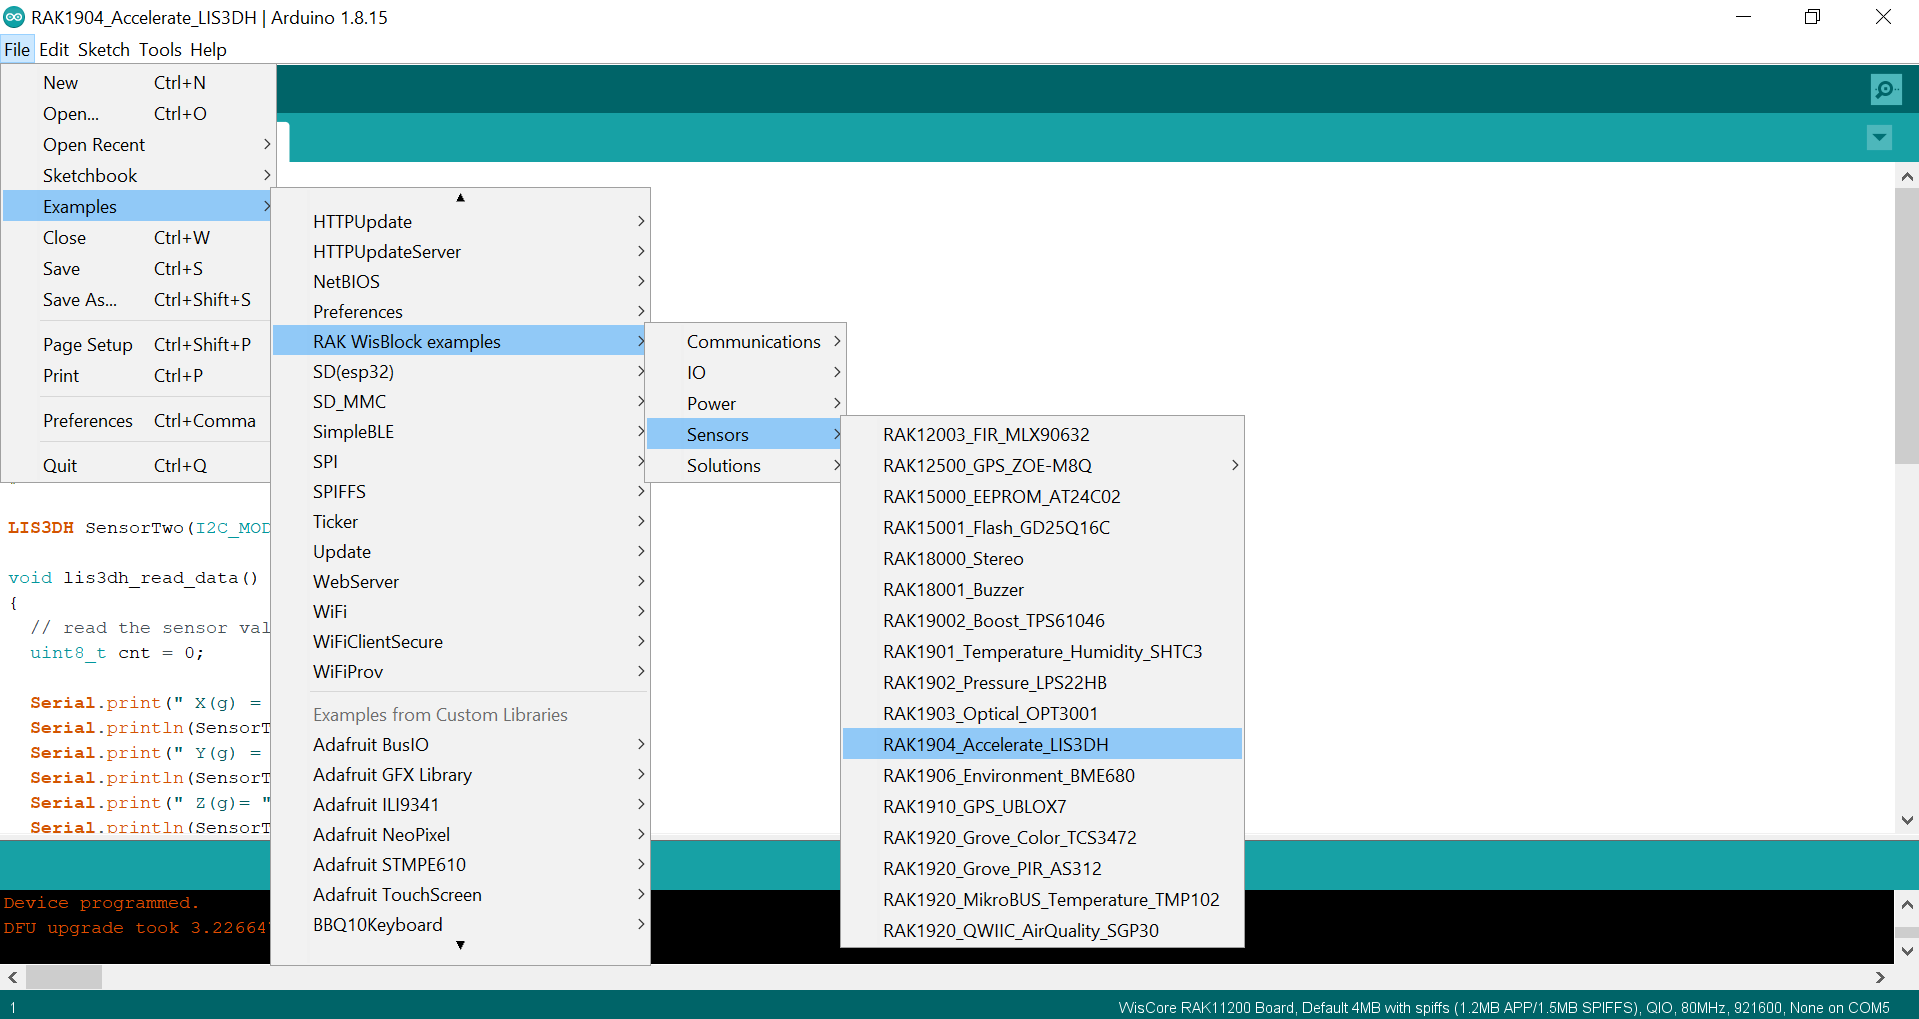 RAK1904_Accelerate_LIS3DH | Arduino 1.8.15
File Edit Sketch Tools Help
New Ctrl+N
Open... Ctrl+O
Open Recent
Sketchbook
Examples
Close Ctrl+W
Save Ctrl+S
Save As... Ctrl+Shift+S
Page Setup Ctrl+Shift+P
Print Ctrl+P
Preferences Ctrl+Comma
Quit Ctrl+Q
HTTPUpdate
HTTPUpdateServer
NetBIOS
Preferences
RAK WisBlock examples
SD(esp32)
SD_MMC
SimpleBLE
SPI
SPIFFS
Ticker
Update
WebServer
WiFi
WiFiClientSecure
WiFiProv
Examples from Custom Libraries
Adafruit BusIO
Adafruit GFX Library
Adafruit ILI9341
Adafruit NeoPixel
Adafruit STMPE610
Adafruit TouchScreen
BBQ10Keyboard
Communications
IO
Power
Sensors
Solutions
RAK12003_FIR_MLX90632
RAK12500_GPS_ZOE-M8Q
RAK15000_EEPROM_AT24C02
RAK15001_Flash_GD25Q16C
RAK18000_Stereo
RAK18001_Buzzer
RAK19002_Boost_TPS61046
RAK1901_Temperature_Humidity_SHTC3
RAK1902_Pressure_LPS22HB
RAK1903_Optical_OPT3001
RAK1904_Accelerate_LIS3DH
RAK1906_Environment_BME680
RAK1910_GPS_UBLOX7
RAK1920_Grove_Color_TCS3472
RAK1920_Grove_PIR_AS312
RAK1920_MikroBUS_Temperature_TMP102
RAK1920_QWIIC_AirQuality_SGP30
LIS3DH SensorTwo(I2C_MOD
void lis3dh_read_data()
{
// read the sensor val
uint8_t cnt = 0;
Serial.print(" X(g) =
Serial.println(SensorT
Serial.print(" Y(g) =
Serial.println(SensorT
Serial.print(" Z(g)= "
Serial.println(SensorT
Device programmed.
DFU upgrade took 3.22664
1
WisCore RAK11200 Board, Default 4MB with spiffs (1.2MB APP/1.5MB SPIFFS), QIO, 80MHz, 921600, None on COM5